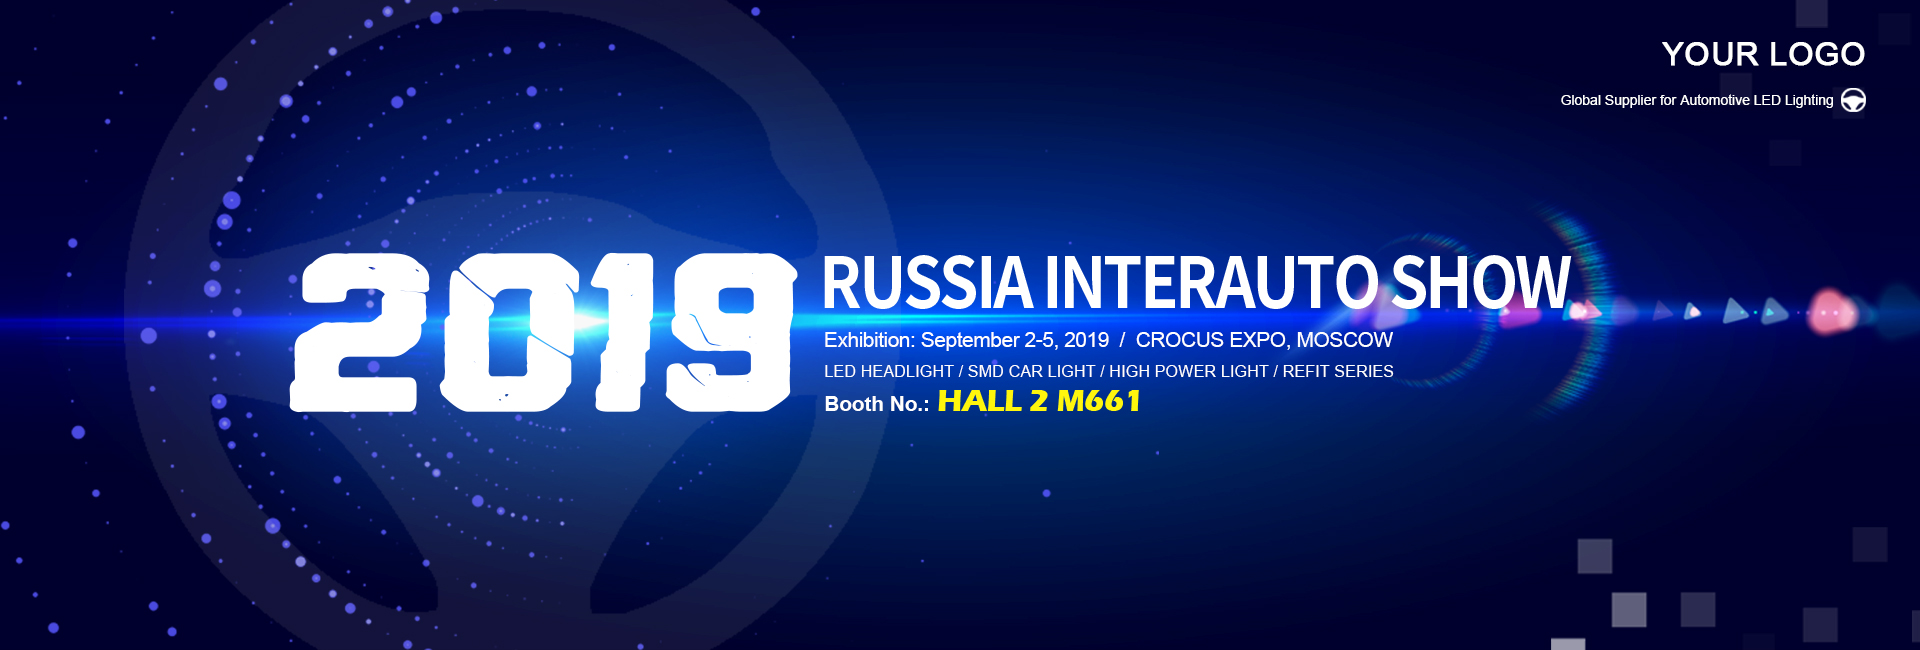 YOUR LOGO
Global Supplier for Automotive LED Lighting
2019 RUSSIA INTERAUTO SHOW
Exhibition: September 2-5, 2019 / CROCUS EXPO, MOSCOW
LED HEADLIGHT / SMD CAR LIGHT / HIGH POWER LIGHT / REFIT SERIES
Booth No.: HALL 2 M661